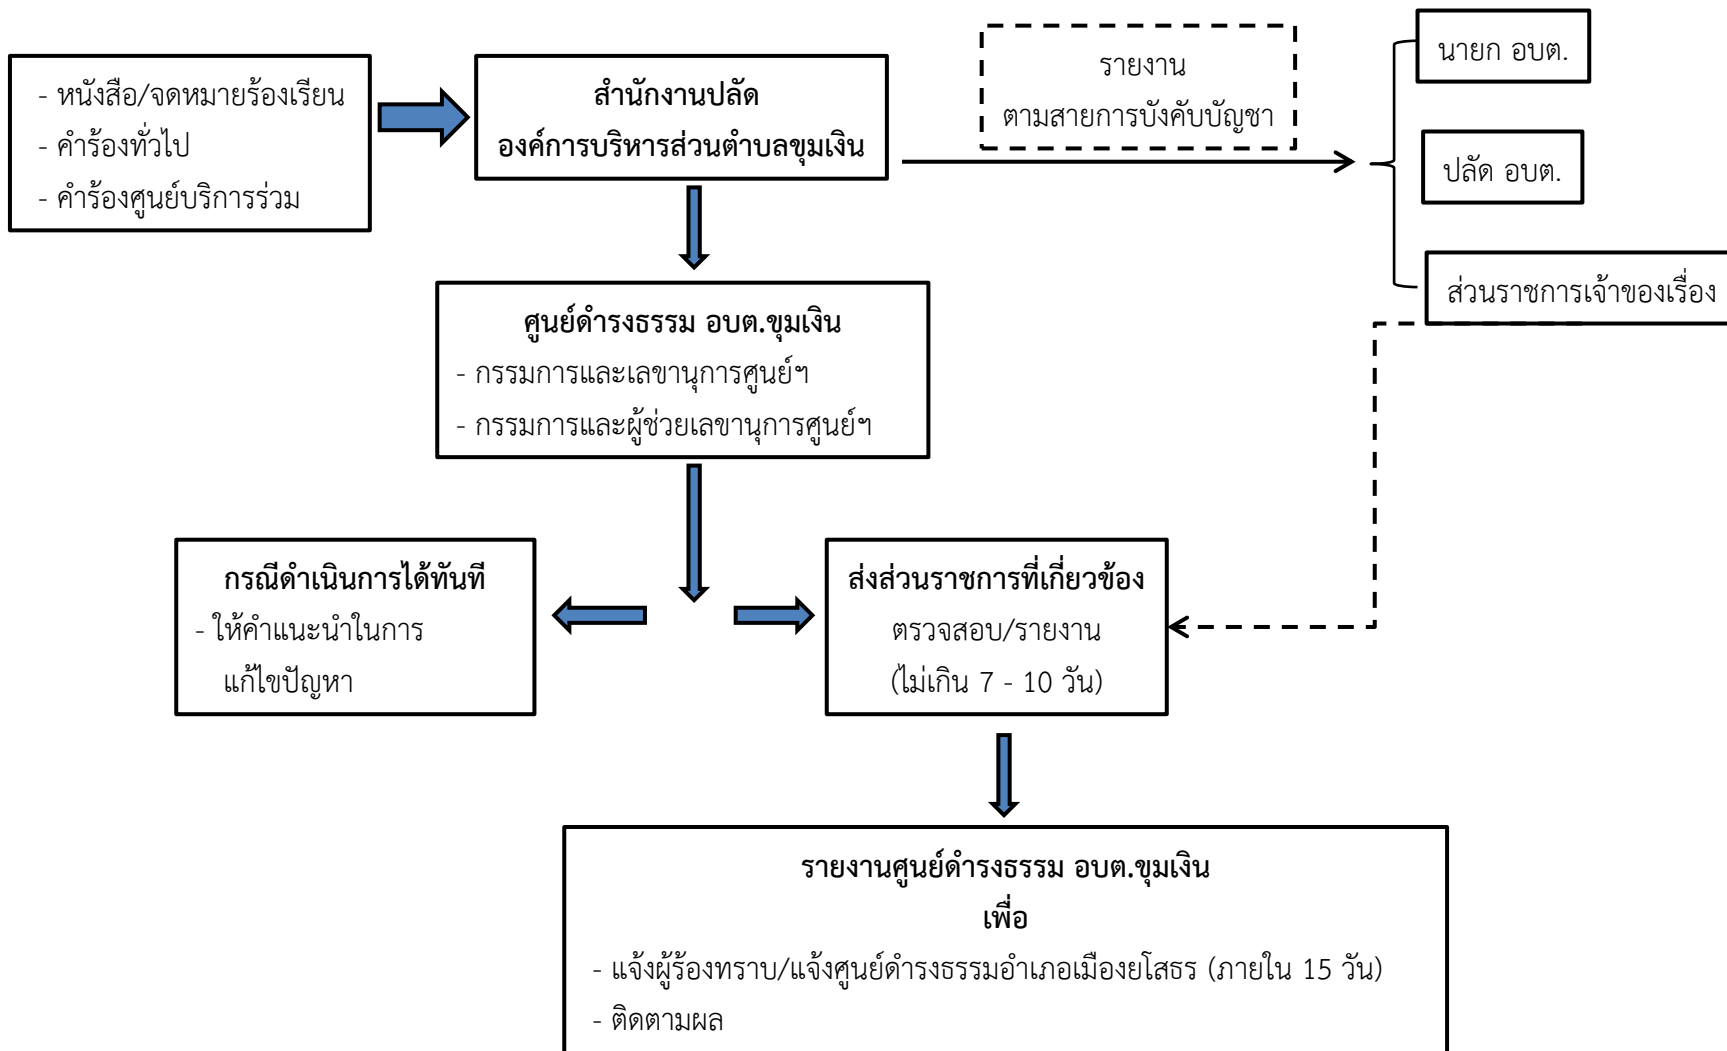 - หนังสือ/จดหมายร้องเรียน
- คำร้องทั่วไป
- คำร้องศูนย์บริการร่วม
สำนักงานปลัด
องค์การบริหารส่วนตำบลขุมเงิน
รายงาน
ตามสายการบังคับบัญชา
นายก อบต.
ปลัด อบต.
ส่วนราชการเจ้าของเรื่อง
ศูนย์ดำรงธรรม อบต.ขุมเงิน
- กรรมการและเลขานุการศูนย์ฯ
- กรรมการและผู้ช่วยเลขานุการศูนย์ฯ
กรณีดำเนินการได้ทันที
- ให้คำแนะนำในการ
แก้ไขปัญหา
ส่งส่วนราชการที่เกี่ยวข้อง
ตรวจสอบ/รายงาน
(ไม่เกิน 7 - 10 วัน)
รายงานศูนย์ดำรงธรรม อบต.ขุมเงิน
เพื่อ
- แจ้งผู้ร้องทราบ/แจ้งศูนย์ดำรงธรรมอำเภอเมืองยโสธร (ภายใน 15 วัน)
- ติดตามผล